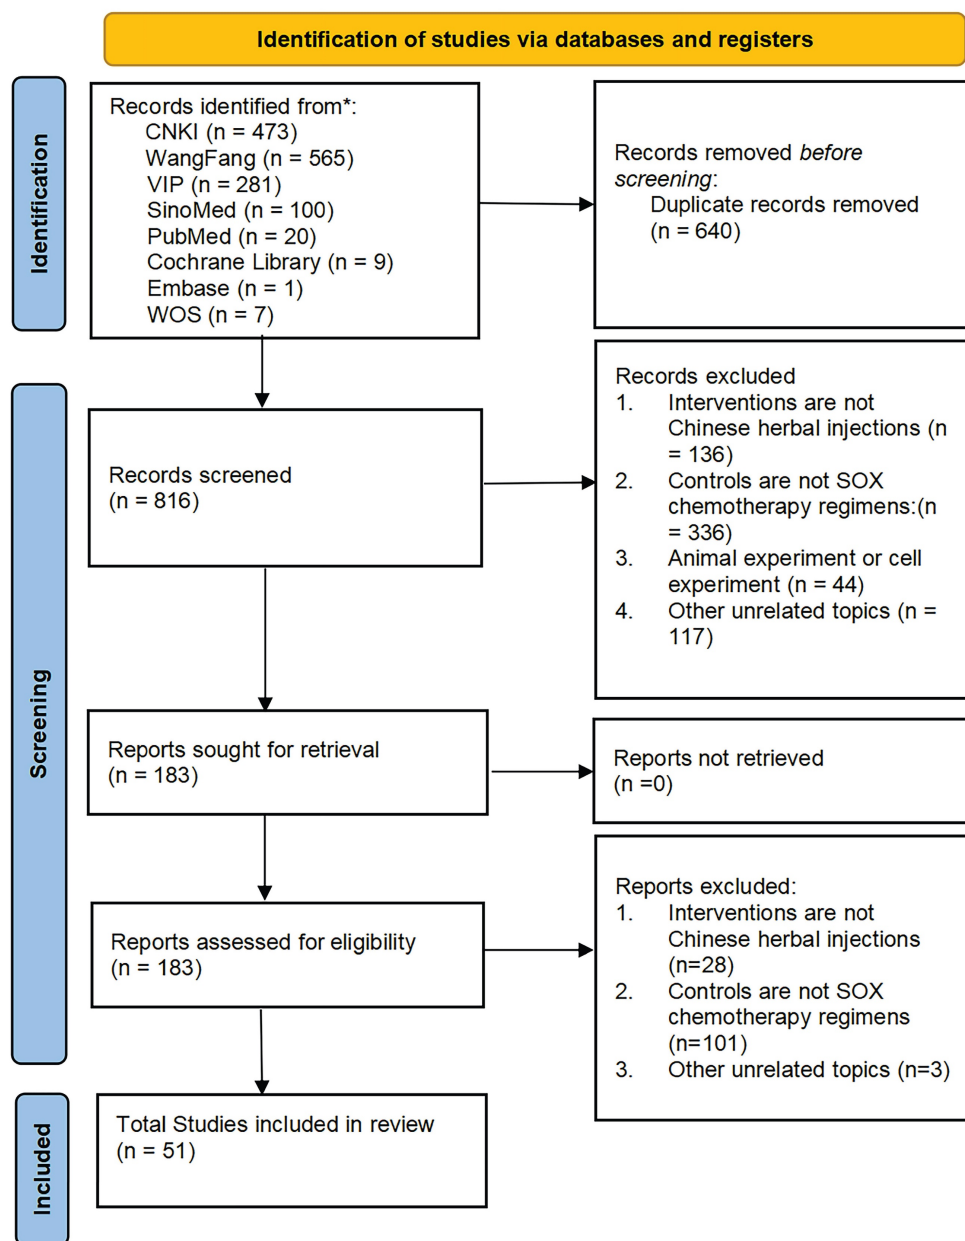 Identification of studies via databases and registers
Identification
Records identified from*:
CNKI (n = 473)
WangFang (n = 565)
VIP (n = 281)
SinoMed (n = 100)
PubMed (n = 20)
Cochrane Library (n = 9)
Embase (n = 1)
WOS (n = 7)
Records removed before
screening:
Duplicate records removed
(n = 640)
Screening
Records screened
(n = 816)
Records excluded
1. Interventions are not
Chinese herbal injections (n
= 136)
2. Controls are not SOX
chemotherapy regimens:(n
= 336)
3. Animal experiment or cell
experiment (n = 44)
4. Other unrelated topics (n =
117)
Reports sought for retrieval
(n = 183)
Reports not retrieved
(n =0)
Reports assessed for eligibility
(n = 183)
Reports excluded:
1. Interventions are not
Chinese herbal injections
(n=28)
2. Controls are not SOX
chemotherapy regimens
(n=101)
3. Other unrelated topics (n=3)
Included
Total Studies included in review
(n = 51)